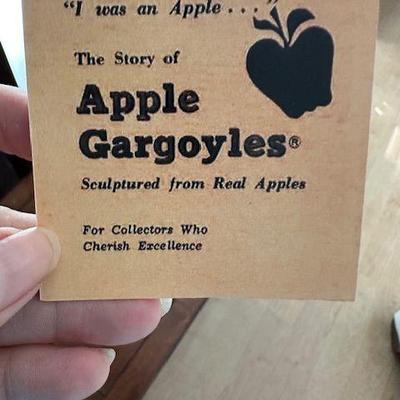 "I was an Apple . . ."
The Story of
Apple
Gargoyles®
Sculptured from Real Apples
For Collectors Who
Cherish Excellence